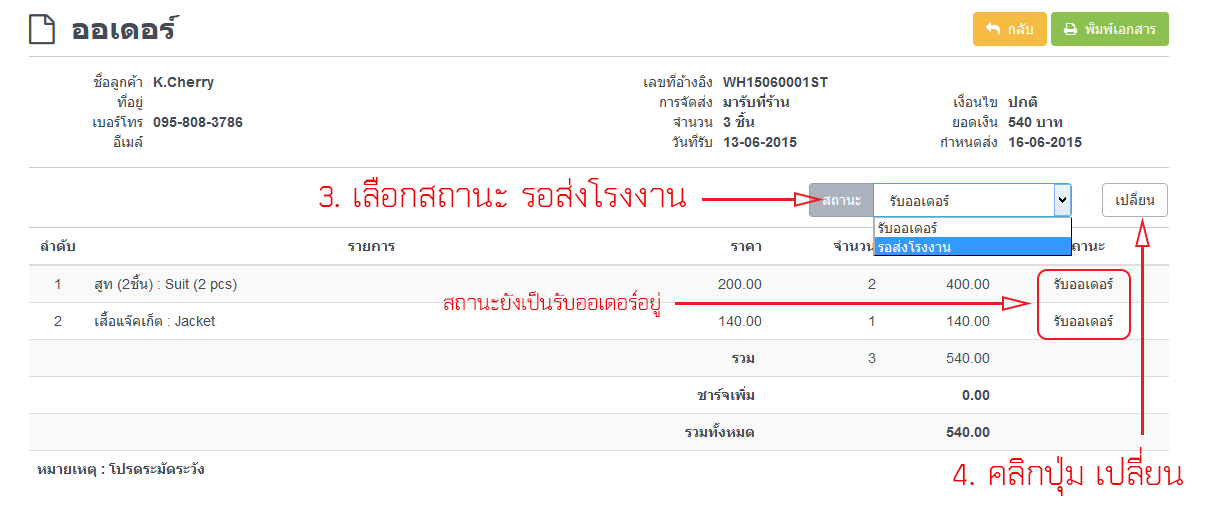 ออเดอร์
กลับ
พิมพ์เอกสาร
ชื่อลูกค้า K.Cherry เลขที่อ้างอิง WH15060001ST
ที่อยู่ การจัดส่ง มารับที่ร้าน เงื่อนไข ปกติ
เบอร์โทร 095-808-3786 จำนวน 3 ชิ้น ยอดเงิน 540 บาท
อีเมล์ วันที่รับ 13-06-2015 กำหนดส่ง 16-06-2015
3. เลือกสถานะ รอส่งโรงงาน สถานะ รับออเดอร์ เปลี่ยน
รับออเดอร์
รอส่งโรงงาน
ลำดับ รายการ ราคา จำนวน ถานะ
1 สูท (2ชิ้น) : Suit (2 pcs) 200.00 2 400.00 รับออเดอร์
สถานะยังเป็นรับออเดอร์อยู่
2 เสื้อแจ๊คเก็ต : Jacket 140.00 1 140.00 รับออเดอร์
รวม 3 540.00
ชาร์จเพิ่ม 0.00
รวมทั้งหมด 540.00
หมายเหตุ : โปรดระมัดระวัง
4. คลิกปุ่ม เปลี่ยน